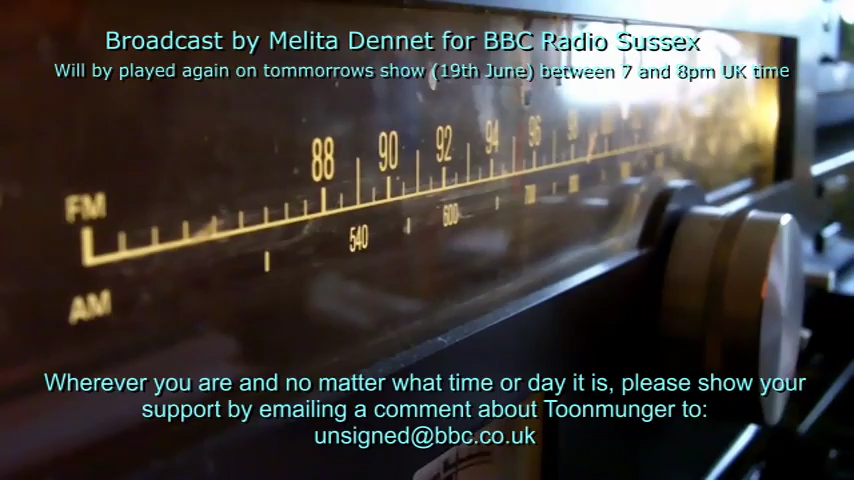 Broadcast by Melita Dennet for BBC Radio Sussex
Will by played again on tommorrows show (19th June) between 7 and 8pm UK time
88 90 92 94 96 98
FM
540 600 700 800
AM
Wherever you are and no matter what time or day it is, please show your
support by emailing a comment about Toonmunger to:
unsigned@bbc.co.uk